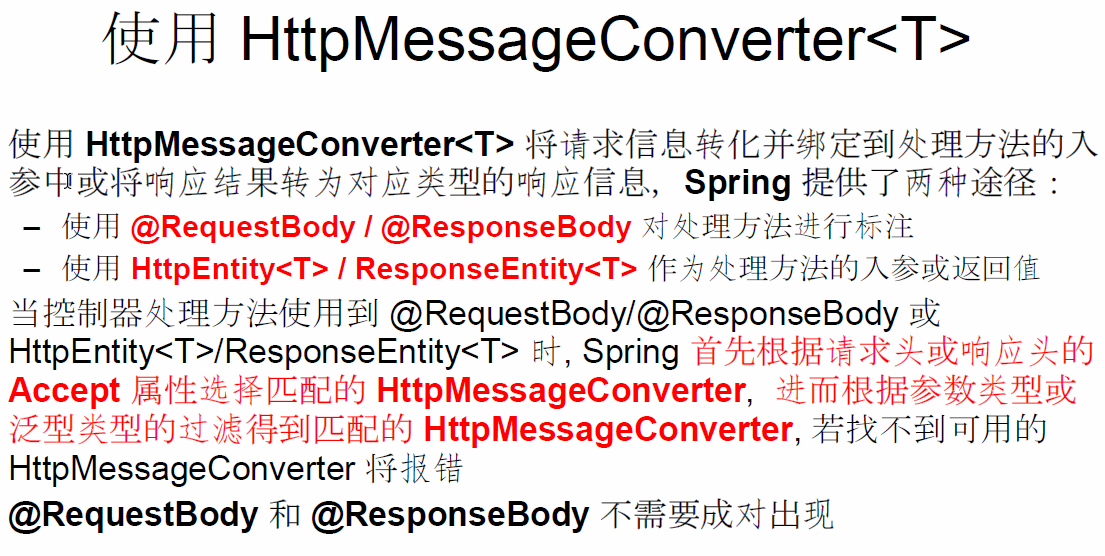 使用 HttpMessageConverter<T>
使用 HttpMessageConverter<T> 将请求信息转化并绑定到处理方法的入
参中或将响应结果转为对应类型的响应信息, Spring 提供了两种途径:
– 使用 @RequestBody / @ResponseBody 对处理方法进行标注
– 使用 HttpEntity<T> / ResponseEntity<T> 作为处理方法的入参或返回值
当控制器处理方法使用到 @RequestBody/@ResponseBody 或
HttpEntity<T>/ResponseEntity<T> 时, Spring 首先根据请求头或响应头的
Accept 属性选择匹配的 HttpMessageConverter, 进而根据参数类型或
泛型类型的过滤得到匹配的 HttpMessageConverter, 若找不到可用的
HttpMessageConverter 将报错
@RequestBody 和 @ResponseBody 不需要成对出现